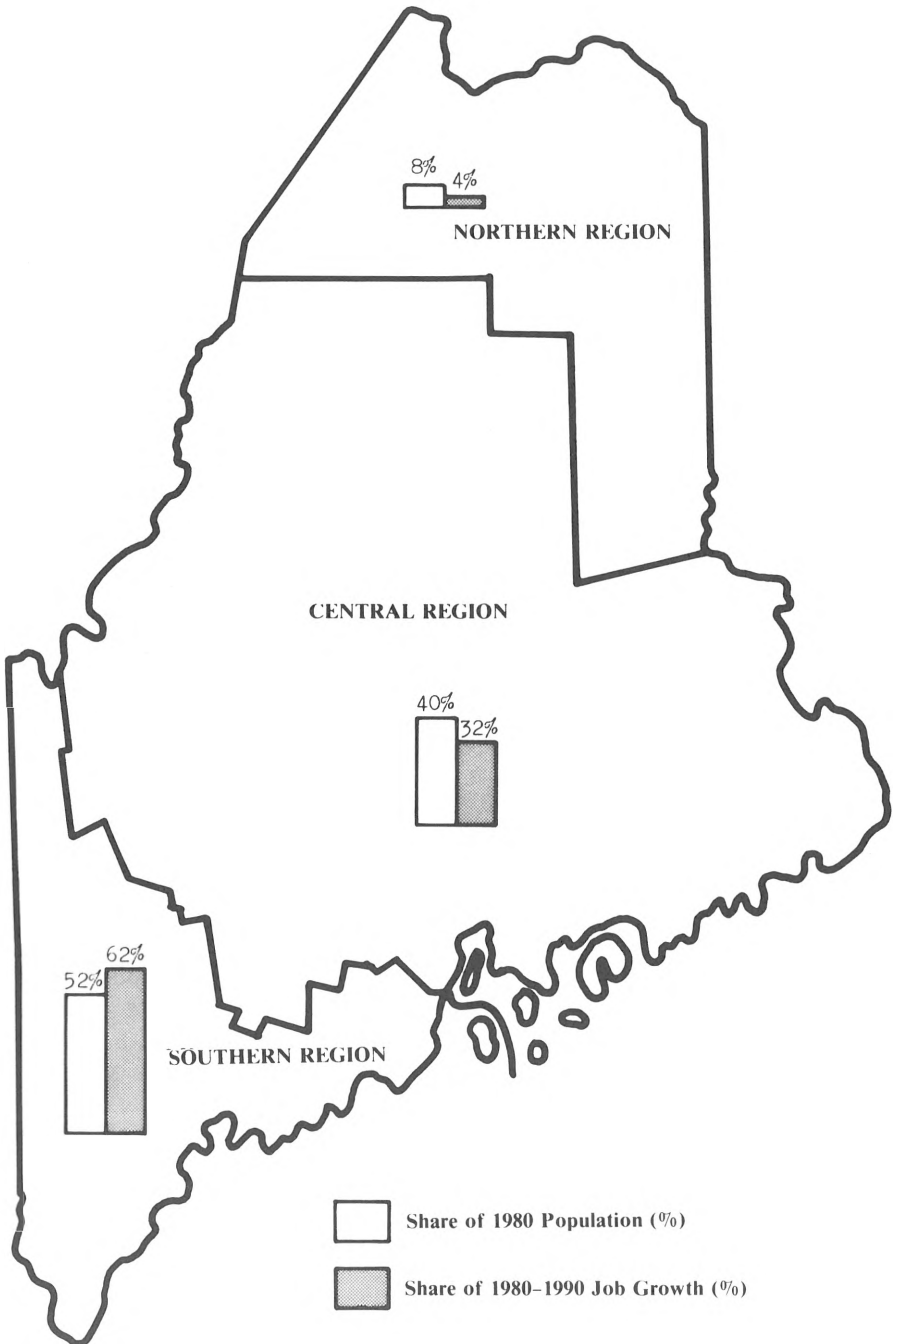 8%
4%
NORTHERN REGION
CENTRAL REGION
40%
32%
62%
52%
SOUTHERN REGION
Share of 1980 Population (%)
Share of 1980–1990 Job Growth (%)